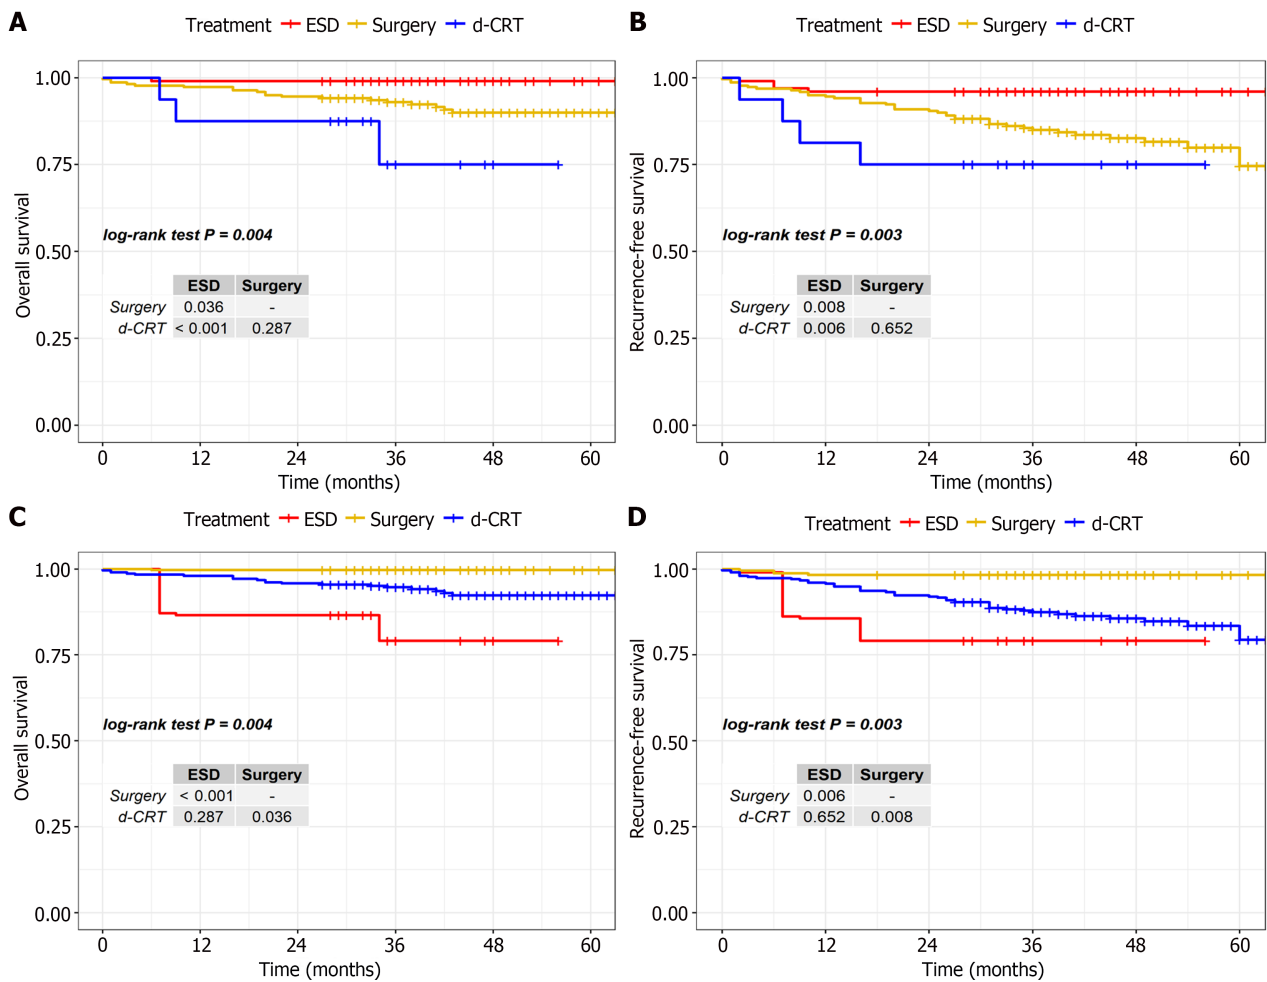 A
Treatment ESD Surgery d-CRT
Overall survival
1.00
0.75
0.50
0.25
0.00
log-rank test P = 0.004
ESD Surgery
Surgery 0.036 -
d-CRT < 0.001 0.287
0 12 24 36 48 60
Time (months)
B
Treatment ESD Surgery d-CRT
Recurrence-free survival
1.00
0.75
0.50
0.25
0.00
log-rank test P = 0.003
ESD Surgery
Surgery 0.008 -
d-CRT 0.006 0.652
0 12 24 36 48 60
Time (months)
C
Treatment ESD Surgery d-CRT
Overall survival
1.00
0.75
0.50
0.25
0.00
log-rank test P = 0.004
ESD Surgery
Surgery < 0.001 -
d-CRT 0.287 0.036
0 12 24 36 48 60
Time (months)
D
Treatment ESD Surgery d-CRT
Recurrence-free survival
1.00
0.75
0.50
0.25
0.00
log-rank test P = 0.003
ESD Surgery
Surgery 0.006 -
d-CRT 0.652 0.008
0 12 24 36 48 60
Time (months)